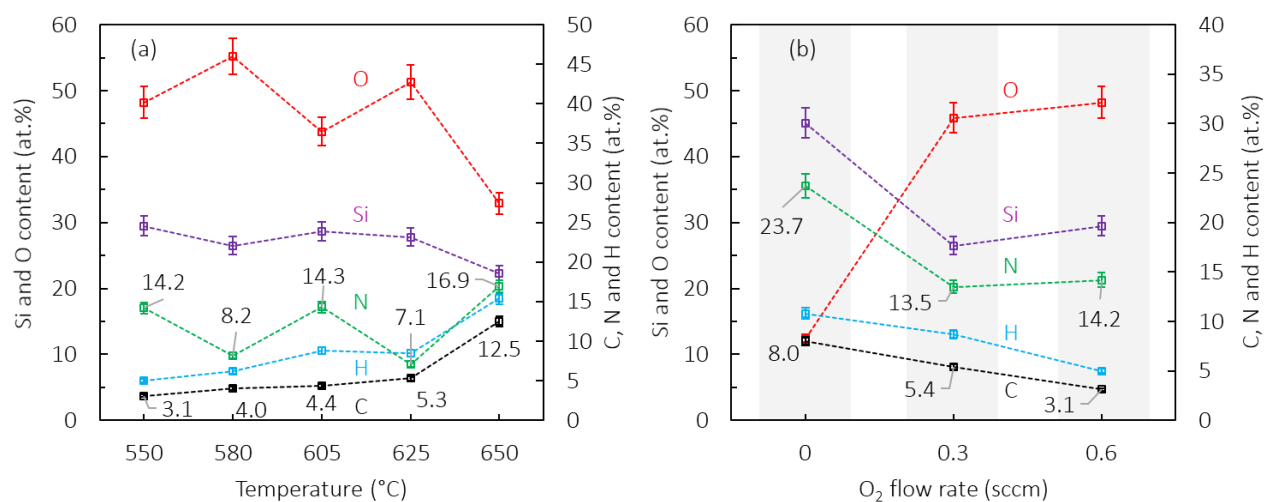 (a)
60
50
40
30
20
10
0
Si and O content (at.%)
50
45
40
35
30
25
20
15
10
5
0
C, N and H content (at.%)
O
Si
N
H
C
14.2
8.2
14.3
7.1
16.9
3.1
4.0
4.4
5.3
12.5
550 580 605 625 650
Temperature (°C)
(b)
60
50
40
30
20
10
0
Si and O content (at.%)
40
35
30
25
20
15
10
5
0
C, N and H content (at.%)
O
Si
N
H
C
23.7
13.5
14.2
8.0
5.4
3.1
0 0.3 0.6
O₂ flow rate (sccm)